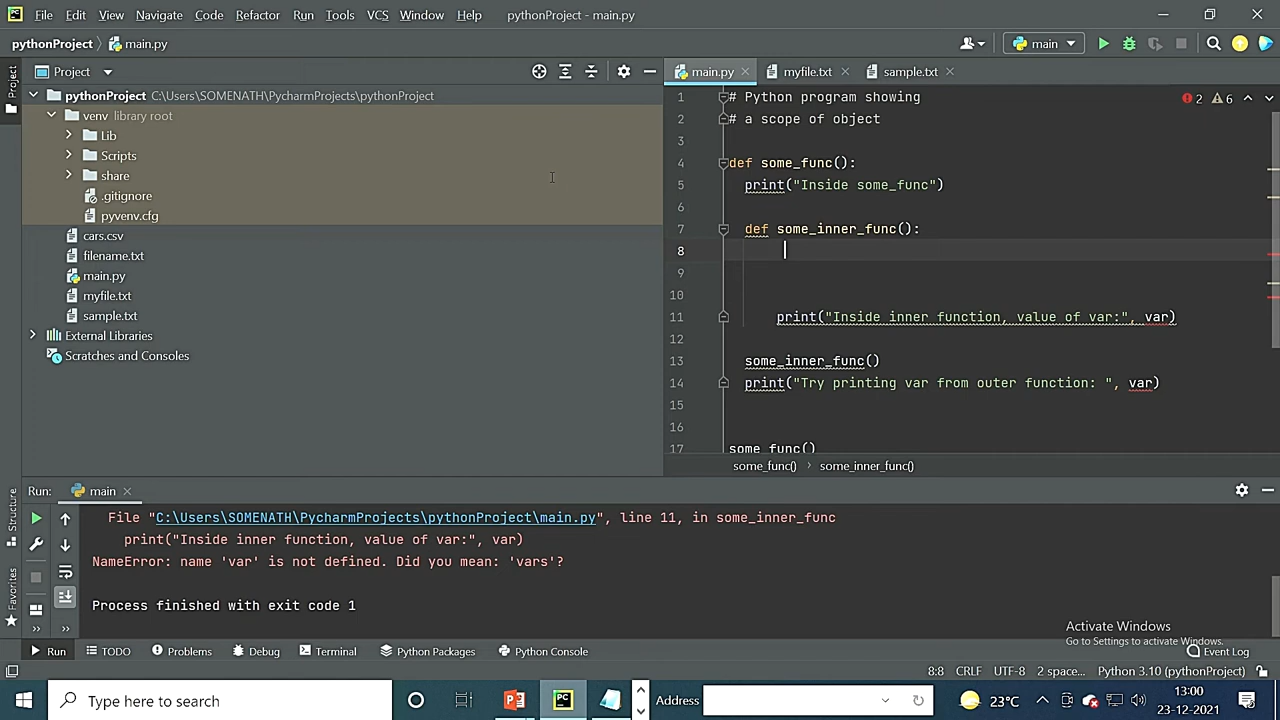 File Edit View Navigate Code Refactor Run Tools VCS Window Help pythonProject - main.py
pythonProject main.py main
Project main.py myfile.txt sample.txt
pythonProject C:\Users\SOMENATH\PycharmProjects\pythonProject
venv library root
Lib
Scripts
share
.gitignore
pyvenv.cfg
cars.csv
filename.txt
main.py
myfile.txt
sample.txt
External Libraries
Scratches and Consoles
2 6
1 # Python program showing
2 # a scope of object
3
4 def some_func():
5 print("Inside some_func")
6
7 def some_inner_func():
8
9
10
11 print("Inside inner function, value of var:", var)
12
13 some_inner_func()
14 print("Try printing var from outer function: ", var)
15
16
17 some_func()
some_func() some_inner_func()
Project
Structure
Favorites
Run: main
File "C:\Users\SOMENATH\PycharmProjects\pythonProject\main.py", line 11, in some_inner_func
print("Inside inner function, value of var:", var)
NameError: name 'var' is not defined. Did you mean: 'vars'?
Process finished with exit code 1
Activate Windows
Go to Settings to activate Windows.
Run TODO Problems Debug Terminal Python Packages Python Console Event Log
8:8 CRLF UTF-8 2 space... Python 3.10 (pythonProject)
Type here to search Address 23°C 13:00
23-12-2021